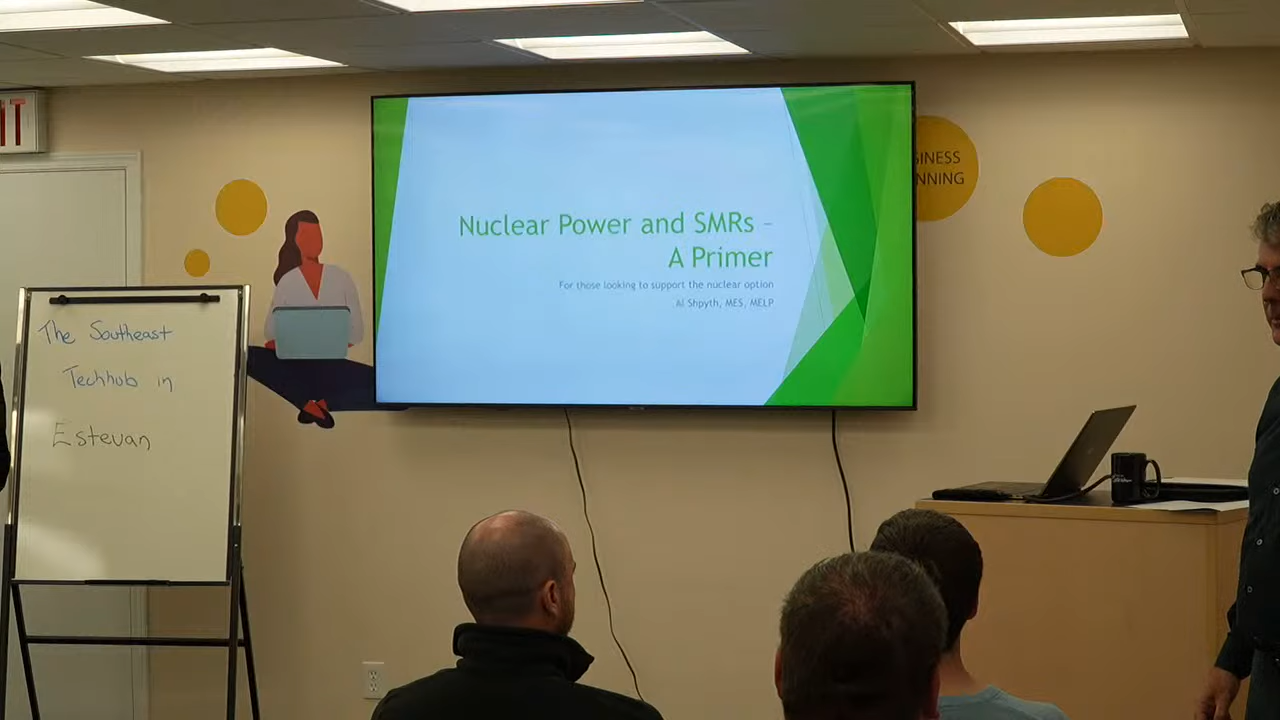 IT
The Southeast
Techhub in
Estevan
Nuclear Power and SMRs –
A Primer
For those looking to support the nuclear option
Al Shpyth, MES, MELP
SINESS
NNING